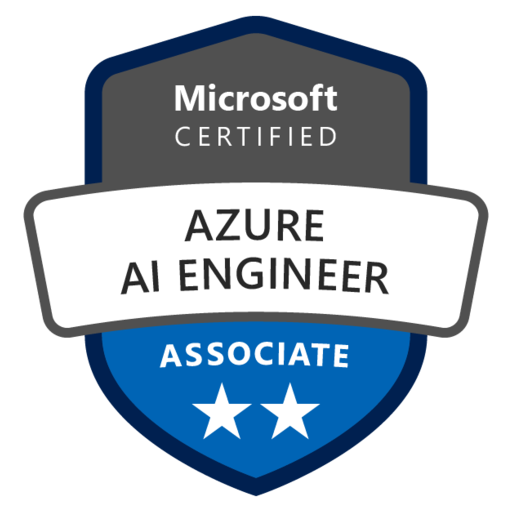 Microsoft
CERTIFIED
AZURE
AI ENGINEER
ASSOCIATE